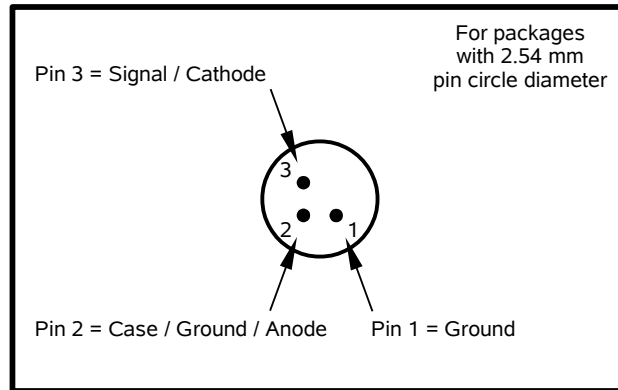 For packages
with 2.54 mm
pin circle diameter
Pin 3 = Signal / Cathode
3
2
1
Pin 2 = Case / Ground / Anode
Pin 1 = Ground